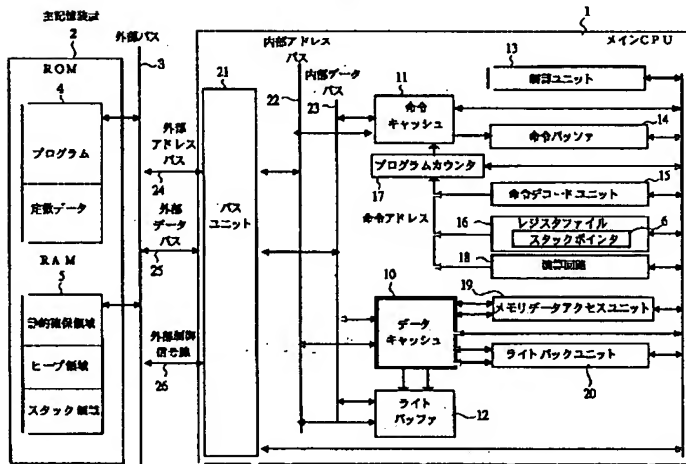 主記憶装置
2
外部バス
3
1
メインCPU
ROM
4
プログラム
定数データ
RAM
5
静的確保領域
ヒープ領域
スタック領域
外部
アドレス
バス
24
外部
データ
バス
25
外部制御
信号線
26
21
バス
ユニット
内部アドレス
バス
22
内部データ
バス
23
11
命令
キャッシュ
プログラムカウンタ
17
命令アドレス
10
データ
キャッシュ
ライト
バッファ
12
13
制御ユニット
14
命令バッファ
15
命令デコードユニット
16
レジスタファイル
6
スタックポインタ
18
演算回路
19
メモリデータアクセスユニット
ライトバックユニット
20